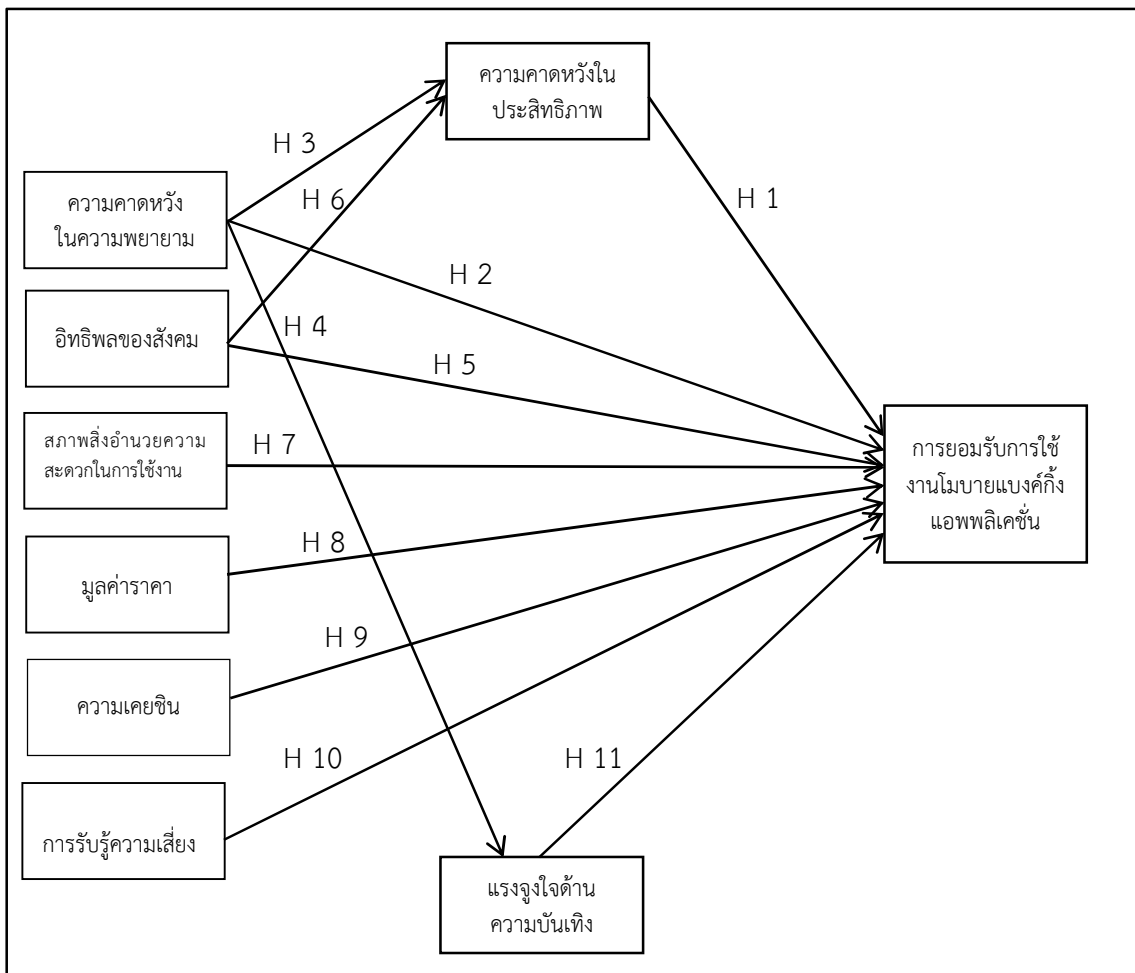 ความคาดหวังใน
ประสิทธิภาพ
H 3
H 6
H 1
ความคาดหวัง
ในความพยายาม
H 2
อิทธิพลของสังคม
H 4
H 5
สภาพสิ่งอำนวยความ
สะดวกในการใช้งาน
H 7
การยอมรับการใช้
งานโมบายแบงค์กิ้ง
แอพพลิเคชั่น
H 8
มูลค่าราคา
H 9
ความเคยชิน
H 10
H 11
การรับรู้ความเสี่ยง
แรงจูงใจด้าน
ความบันเทิง